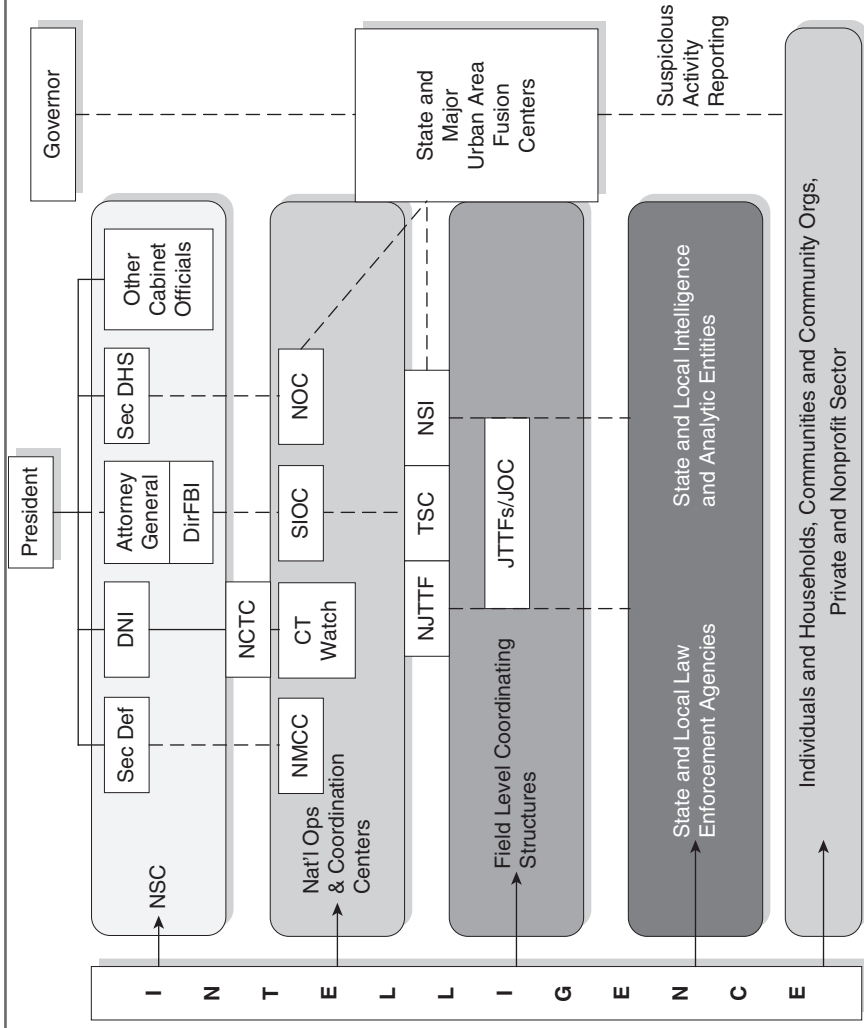 President
Governor
I
N
T
E
L
L
I
G
E
N
C
E
NSC
Sec Def
DNI
Attorney
General
DirFBI
Sec DHS
Other
Cabinet
Officials
NCTC
Nat'l Ops
& Coordination
Centers
NMCC
CT
Watch
SIOC
NOC
State and
Major
Urban Area
Fusion
Centers
NJTTF
TSC
NSI
Field Level Coordinating
Structures
JTTFs/JOC
Suspicious
Activity
Reporting
State and Local Law
Enforcement Agencies
State and Local Intelligence
and Analytic Entities
Individuals and Households, Communities and Community Orgs,
Private and Nonprofit Sector